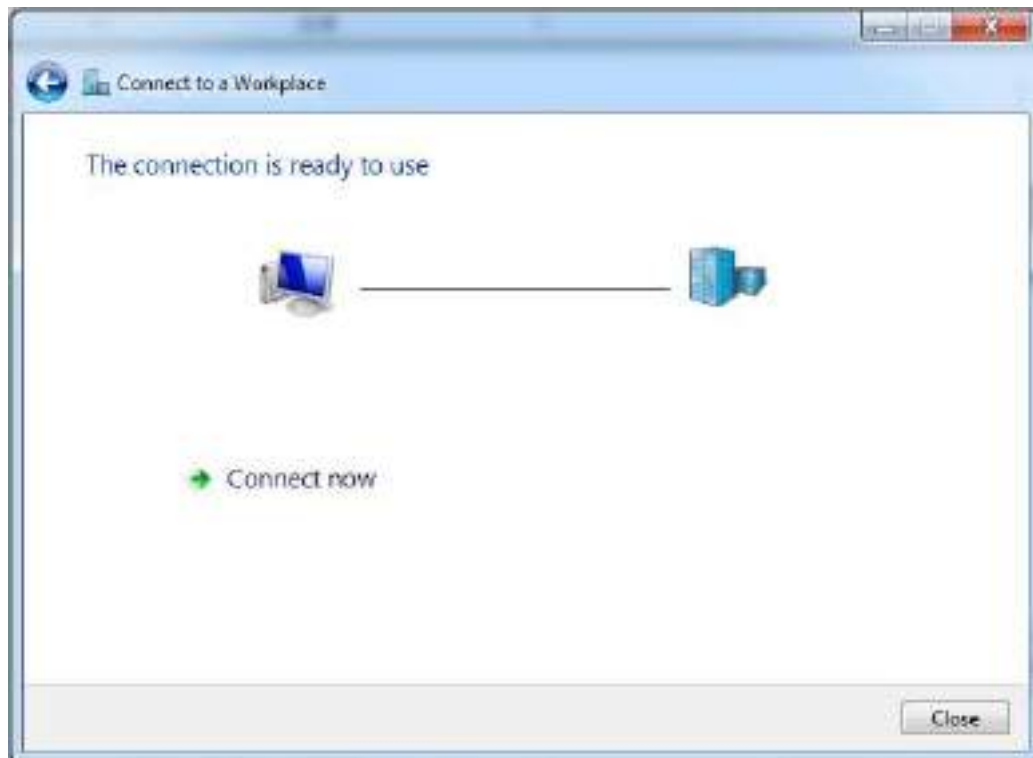 Connect to a Workplace
The connection is ready to use
Connect now
Close